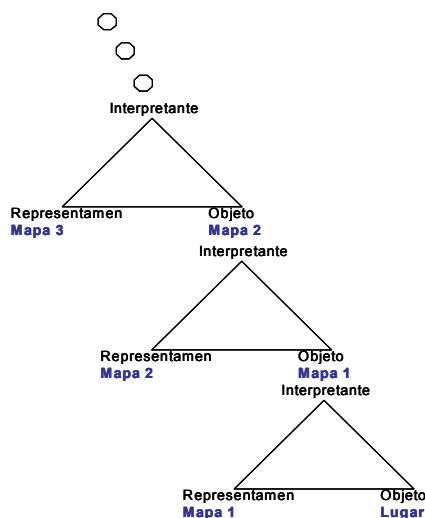 Interpretante
Representamen Objeto
Mapa 3 Mapa 2
Interpretante
Representamen Objeto
Mapa 2 Mapa 1
Interpretante
Representamen Objeto
Mapa 1 Lugar